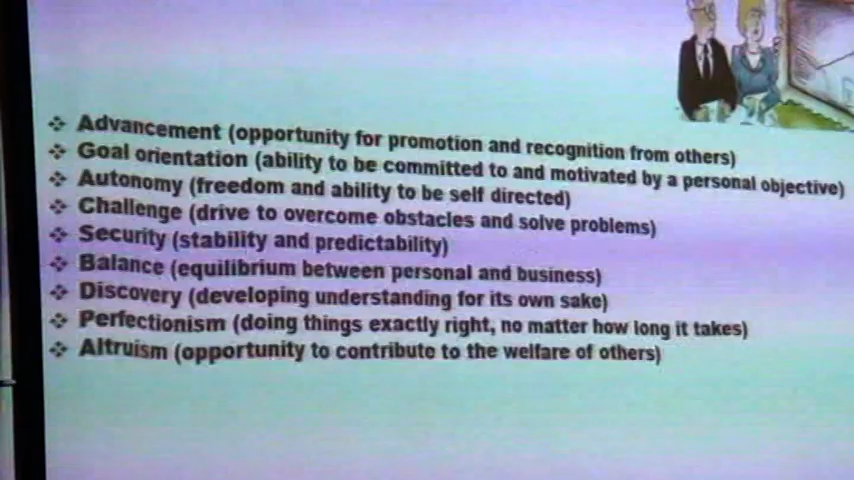 Advancement (opportunity for promotion and recognition from others)
Goal orientation (ability to be committed to and motivated by a personal objective)
Autonomy (freedom and ability to be self directed)
Challenge (drive to overcome obstacles and solve problems)
Security (stability and predictability)
Balance (equilibrium between personal and business)
Discovery (developing understanding for its own sake)
Perfectionism (doing things exactly right, no matter how long it takes)
Altruism (opportunity to contribute to the welfare of others)